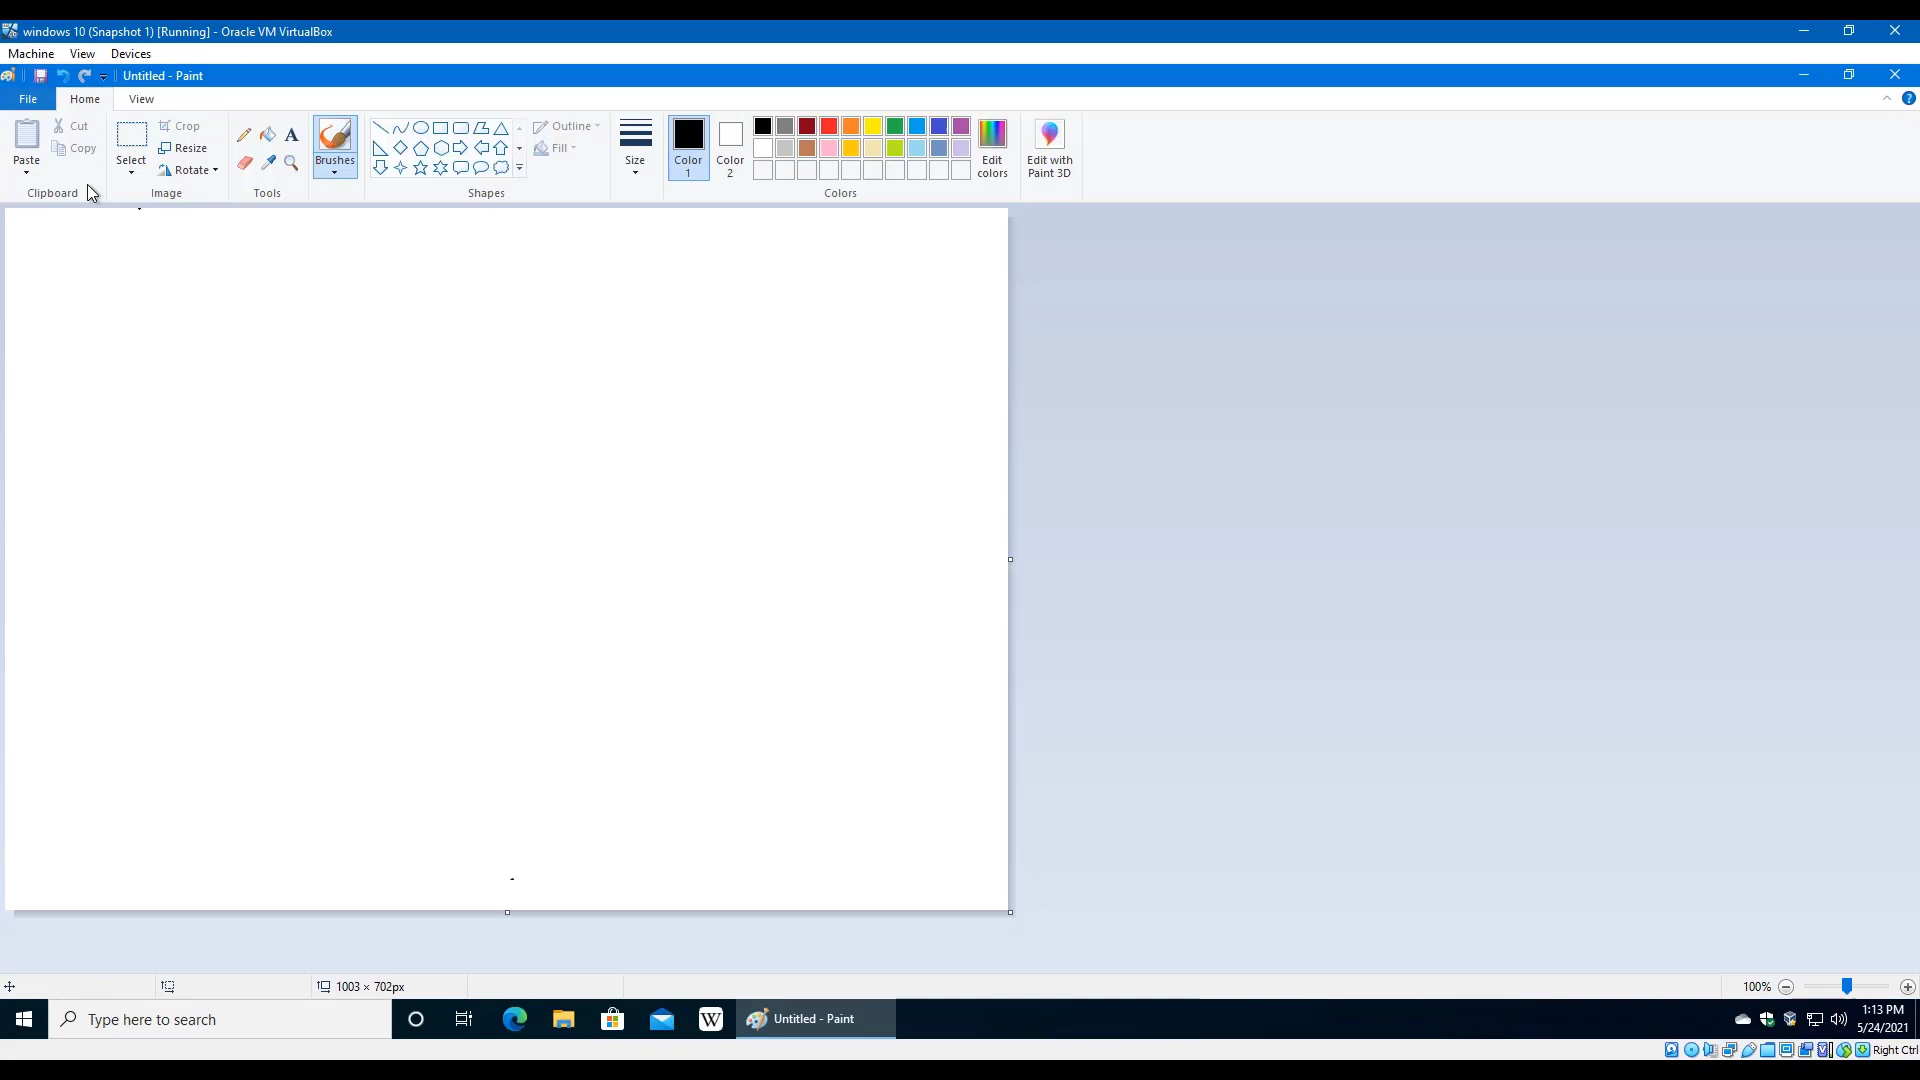 windows 10 (Snapshot 1) [Running] - Oracle VM VirtualBox
Machine View Devices
Untitled - Paint
File Home View
Paste Cut Copy Clipboard
Select Crop Resize Rotate Image
A
Tools
Brushes
Shapes
Outline
Fill
Size
Color 1
Color 2
Colors
Edit colors
Edit with Paint 3D
1003 × 702px
100%
Type here to search
W
Untitled - Paint
1:13 PM
5/24/2021
Right Ctrl